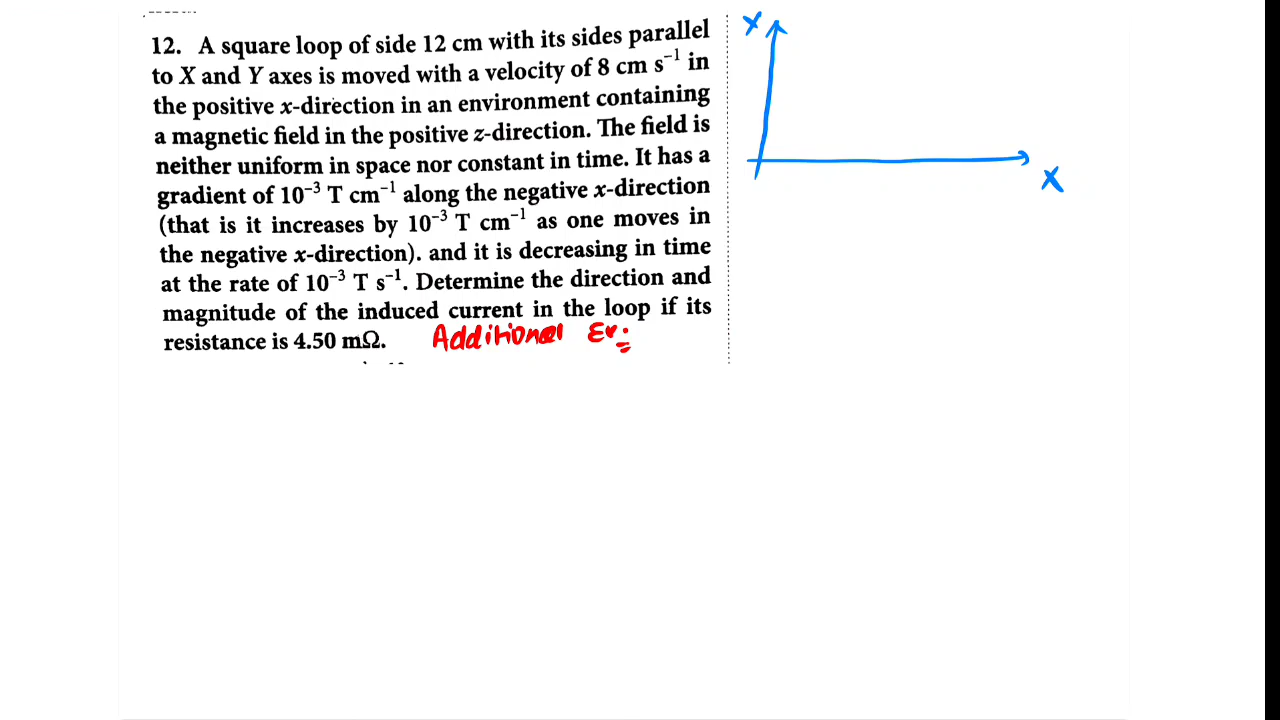 12. A square loop of side 12 cm with its sides parallel
to X and Y axes is moved with a velocity of 8 cm s⁻¹ in
the positive x-direction in an environment containing
a magnetic field in the positive z-direction. The field is
neither uniform in space nor constant in time. It has a
gradient of 10⁻³ T cm⁻¹ along the negative x-direction
(that is it increases by 10⁻³ T cm⁻¹ as one moves in
the negative x-direction). and it is decreasing in time
at the rate of 10⁻³ T s⁻¹. Determine the direction and
magnitude of the induced current in the loop if its
resistance is 4.50 mΩ. Additional Ex:
Y
X